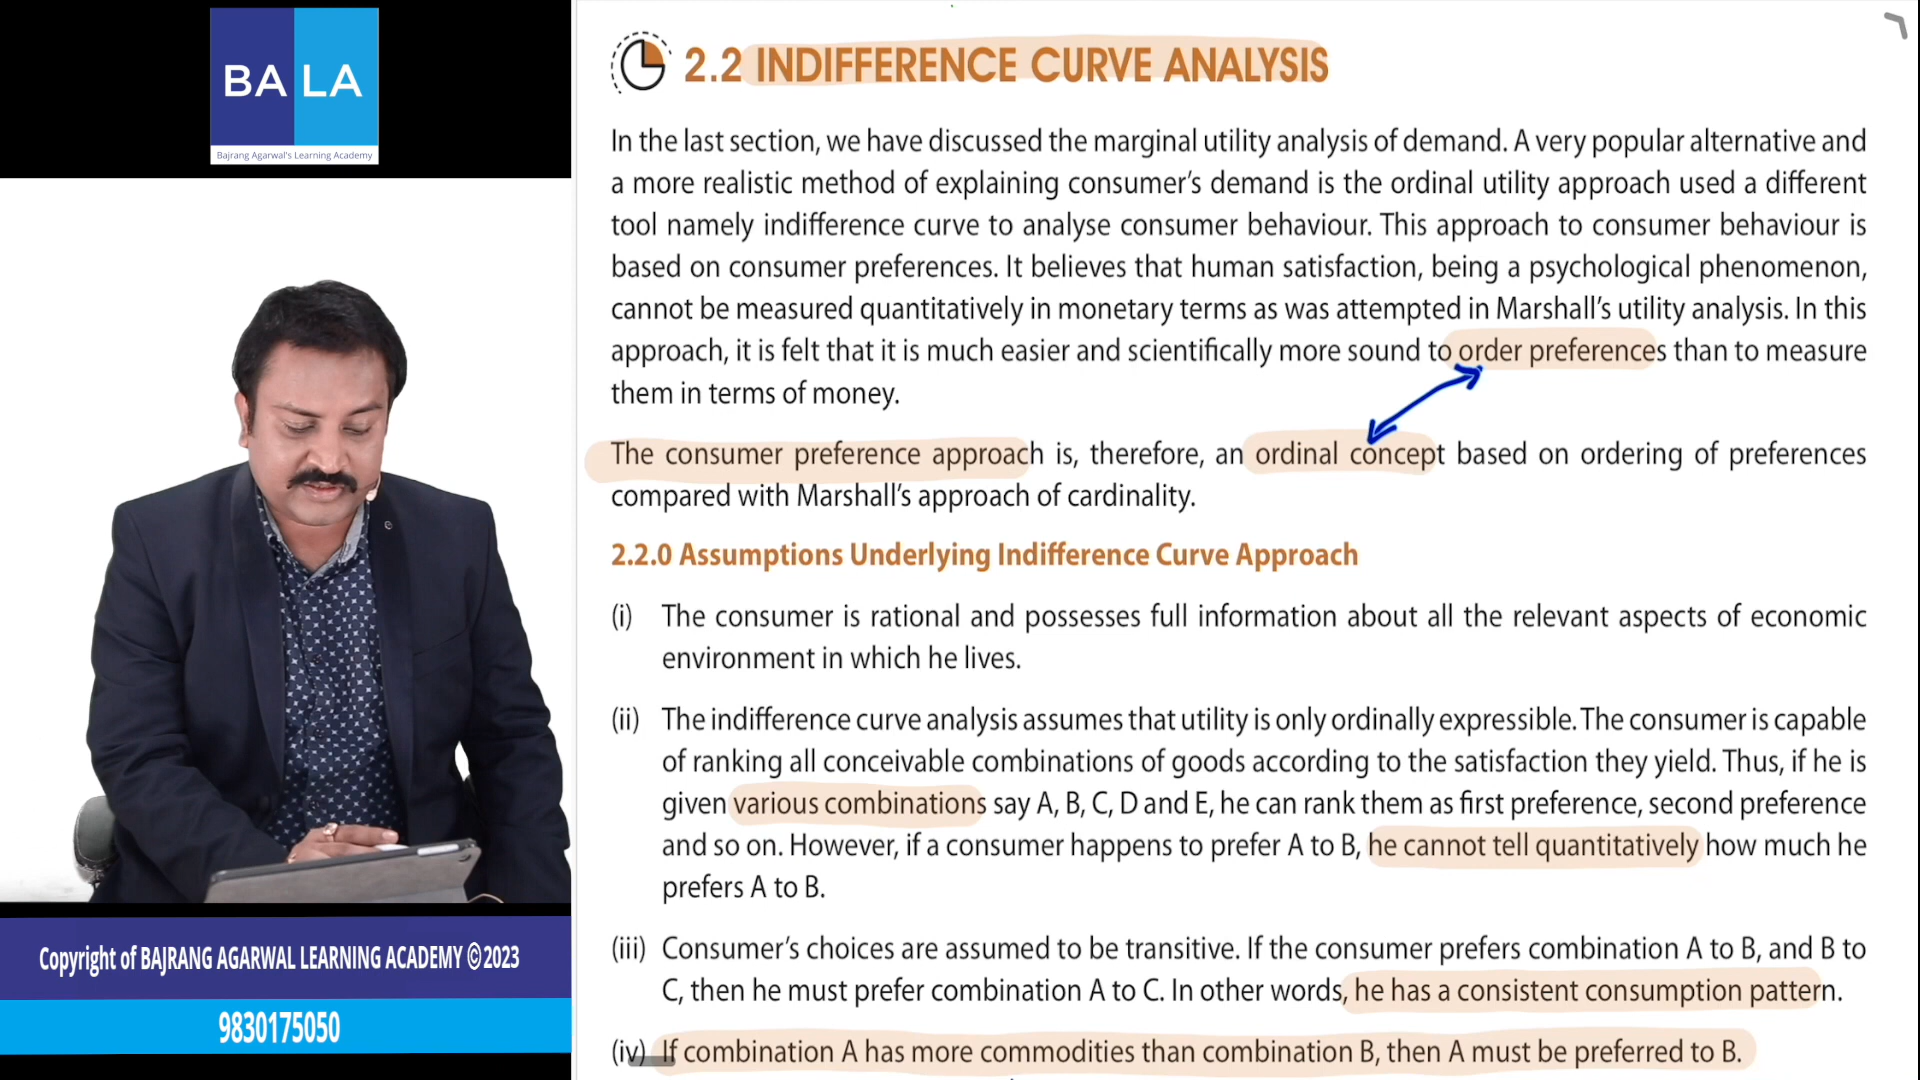 BA LA
Bajrang Agarwal's Learning Academy
2.2 INDIFFERENCE CURVE ANALYSIS
In the last section, we have discussed the marginal utility analysis of demand. A very popular alternative and
a more realistic method of explaining consumer's demand is the ordinal utility approach used a different
tool namely indifference curve to analyse consumer behaviour. This approach to consumer behaviour is
based on consumer preferences. It believes that human satisfaction, being a psychological phenomenon,
cannot be measured quantitatively in monetary terms as was attempted in Marshall's utility analysis. In this
approach, it is felt that it is much easier and scientifically more sound to order preferences than to measure
them in terms of money.
The consumer preference approach is, therefore, an ordinal concept based on ordering of preferences
compared with Marshall's approach of cardinality.
2.2.0 Assumptions Underlying Indifference Curve Approach
(i) The consumer is rational and possesses full information about all the relevant aspects of economic
environment in which he lives.
(ii) The indifference curve analysis assumes that utility is only ordinally expressible. The consumer is capable
of ranking all conceivable combinations of goods according to the satisfaction they yield. Thus, if he is
given various combinations say A, B, C, D and E, he can rank them as first preference, second preference
and so on. However, if a consumer happens to prefer A to B, he cannot tell quantitatively how much he
prefers A to B.
(iii) Consumer's choices are assumed to be transitive. If the consumer prefers combination A to B, and B to
C, then he must prefer combination A to C. In other words, he has a consistent consumption pattern.
(iv) If combination A has more commodities than combination B, then A must be preferred to B.
Copyright of BAJRANG AGARWAL LEARNING ACADEMY ©2023
9830175050